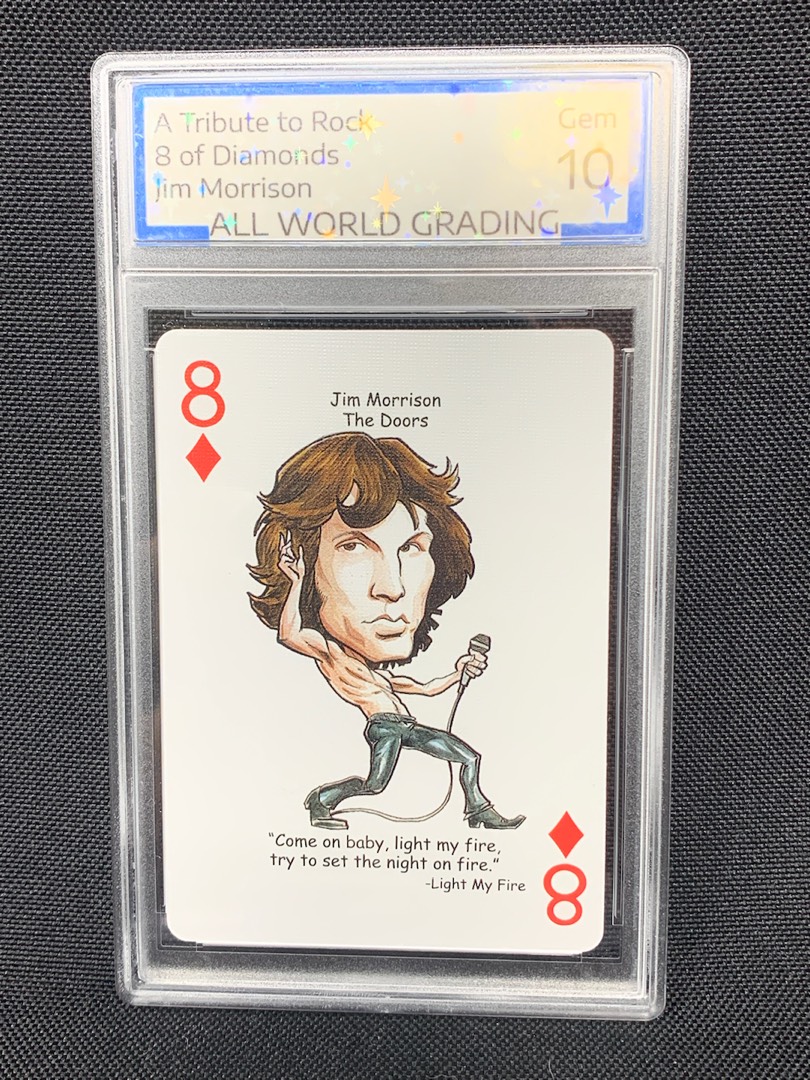 A Tribute to Rock
Gem
8 of Diamonds
10
Jim Morrison
ALL WORLD GRADING
8
Jim Morrison
The Doors
"Come on baby, light my fire,
try to set the night on fire."
-Light My Fire
8